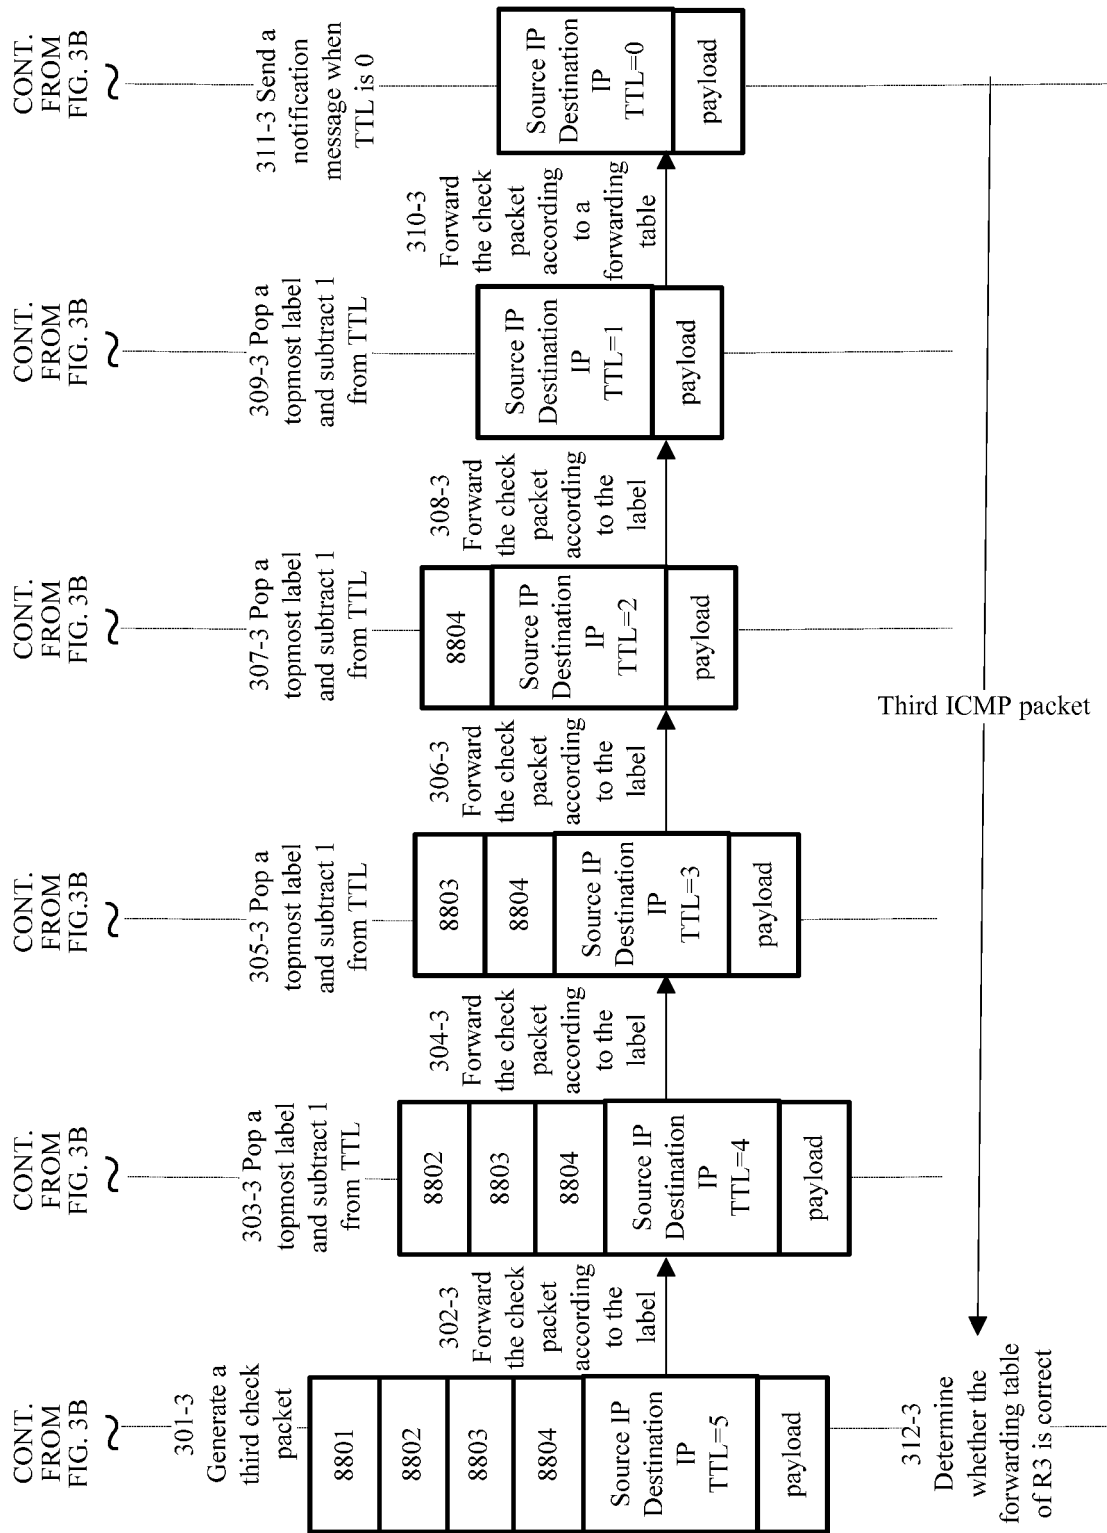 CONT.
FROM
FIG. 3B
301-3
Generate a
third check
packet
8801
8802
8803
8804
Source IP
Destination
IP
TTL=5
payload
312-3
Determine
whether the
forwarding table
of R3 is correct
302-3
Forward
the check
packet
according
to the
label
CONT.
FROM
FIG. 3B
303-3 Pop a
topmost label
and subtract 1
from TTL
8802
8803
8804
Source IP
Destination
IP
TTL=4
payload
304-3
Forward
the check
packet
according
to the
label
CONT.
FROM
FIG.3B
305-3 Pop a
topmost label
and subtract 1
from TTL
8803
8804
Source IP
Destination
IP
TTL=3
payload
306-3
Forward
the check
packet
according
to the
label
CONT.
FROM
FIG. 3B
307-3 Pop a
topmost label
and subtract 1
from TTL
8804
Source IP
Destination
IP
TTL=2
payload
308-3
Forward
the check
packet
according
to the
label
CONT.
FROM
FIG. 3B
309-3 Pop a
topmost label
and subtract 1
from TTL
Source IP
Destination
IP
TTL=1
payload
310-3
Forward
the check
packet
according
to a
forwarding
table
CONT.
FROM
FIG. 3B
311-3 Send a
notification
message when
TTL is 0
Source IP
Destination
IP
TTL=0
payload
Third ICMP packet